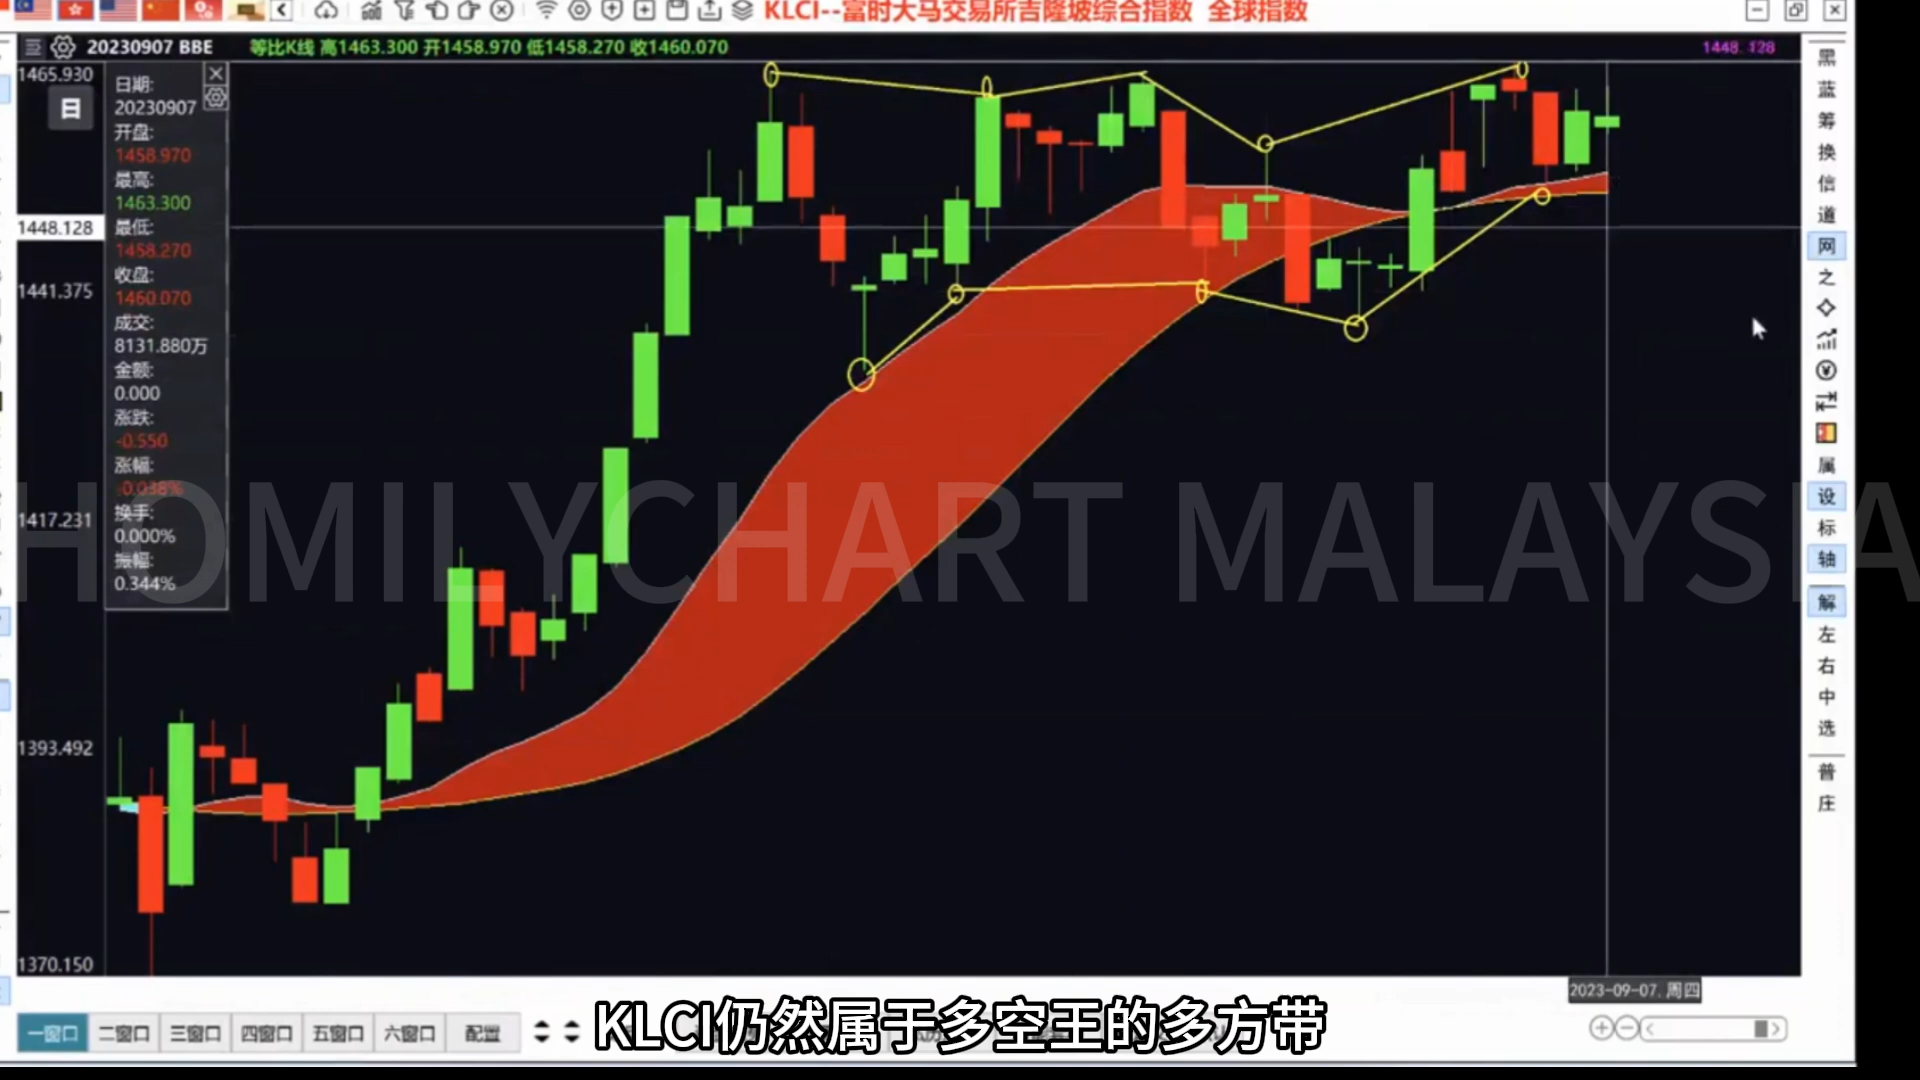 KLCI--富时大马交易所吉隆坡综合指数 全球指数
20230907 BBE 等比K线 高1463.300 开1458.970 低1458.270 收1460.070
1448.128
1465.930
日
日期:
20230907
开盘:
1458.970
最高:
1463.300
1448.128
最低:
1458.270
收盘:
1460.070
1441.375
成交:
8131.880万
金额:
0.000
涨跌:
-0.550
涨幅:
-0.038%
换手:
0.000%
振幅:
0.344%
1417.231
1393.492
1370.150
HOMILYCHART MALAYSIA
黑
蓝
筹
换
信
道
网
之
属
设
标
轴
解
左
右
中
选
普
庄
2023-09-07.周四
一窗口 二窗口 三窗口 四窗口 五窗口 六窗口 配置
KLCI仍然属于多空王的多方带